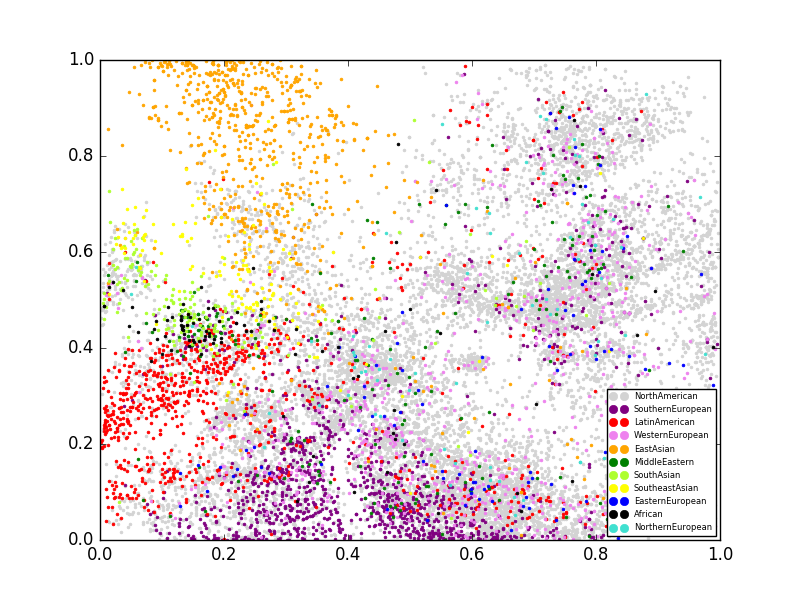 1.0
0.8
0.6
0.4
0.2
0.0
0.0 0.2 0.4 0.6 0.8 1.0
NorthAmerican
SouthernEuropean
LatinAmerican
WesternEuropean
EastAsian
MiddleEastern
SouthAsian
SoutheastAsian
EasternEuropean
African
NorthernEuropean